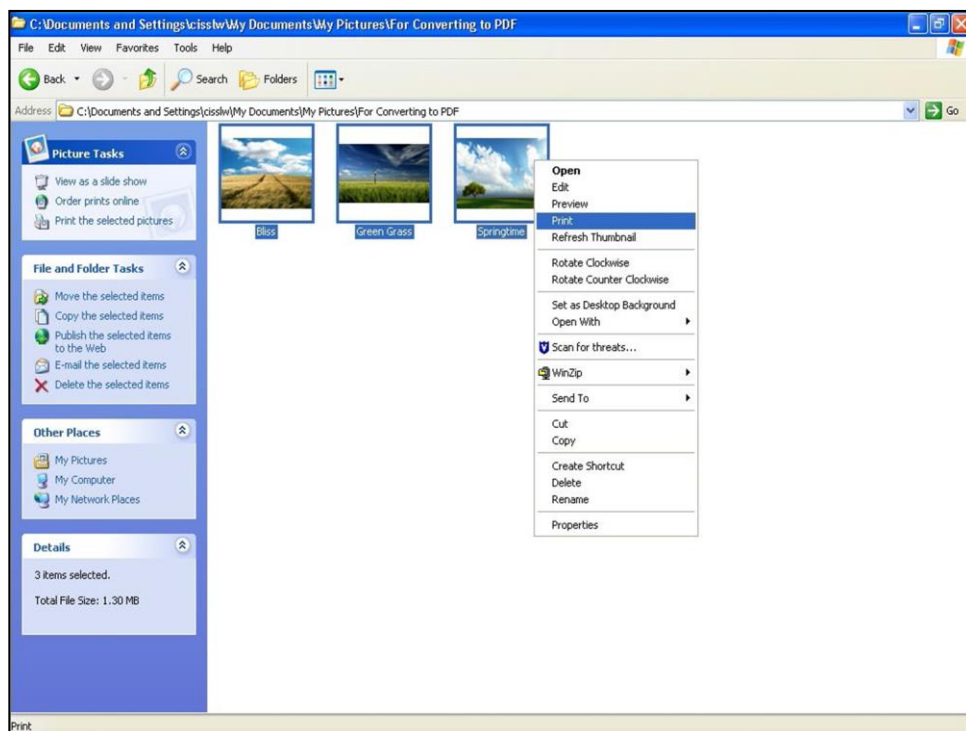 C:\Documents and Settings\cisslw\My Documents\My Pictures\For Converting to PDF
File Edit View Favorites Tools Help
Back Search Folders
Address C:\Documents and Settings\cisslw\My Documents\My Pictures\For Converting to PDF Go
Picture Tasks
View as a slide show
Order prints online
Print the selected pictures
File and Folder Tasks
Move the selected items
Copy the selected items
Publish the selected items
to the Web
E-mail the selected items
Delete the selected items
Other Places
My Pictures
My Computer
My Network Places
Details
3 items selected.
Total File Size: 1.30 MB
Bliss Green Grass Springtime
Open
Edit
Preview
Print
Refresh Thumbnail
Rotate Clockwise
Rotate Counter Clockwise
Set as Desktop Background
Open With
Scan for threats...
WinZip
Send To
Cut
Copy
Create Shortcut
Delete
Rename
Properties
Print